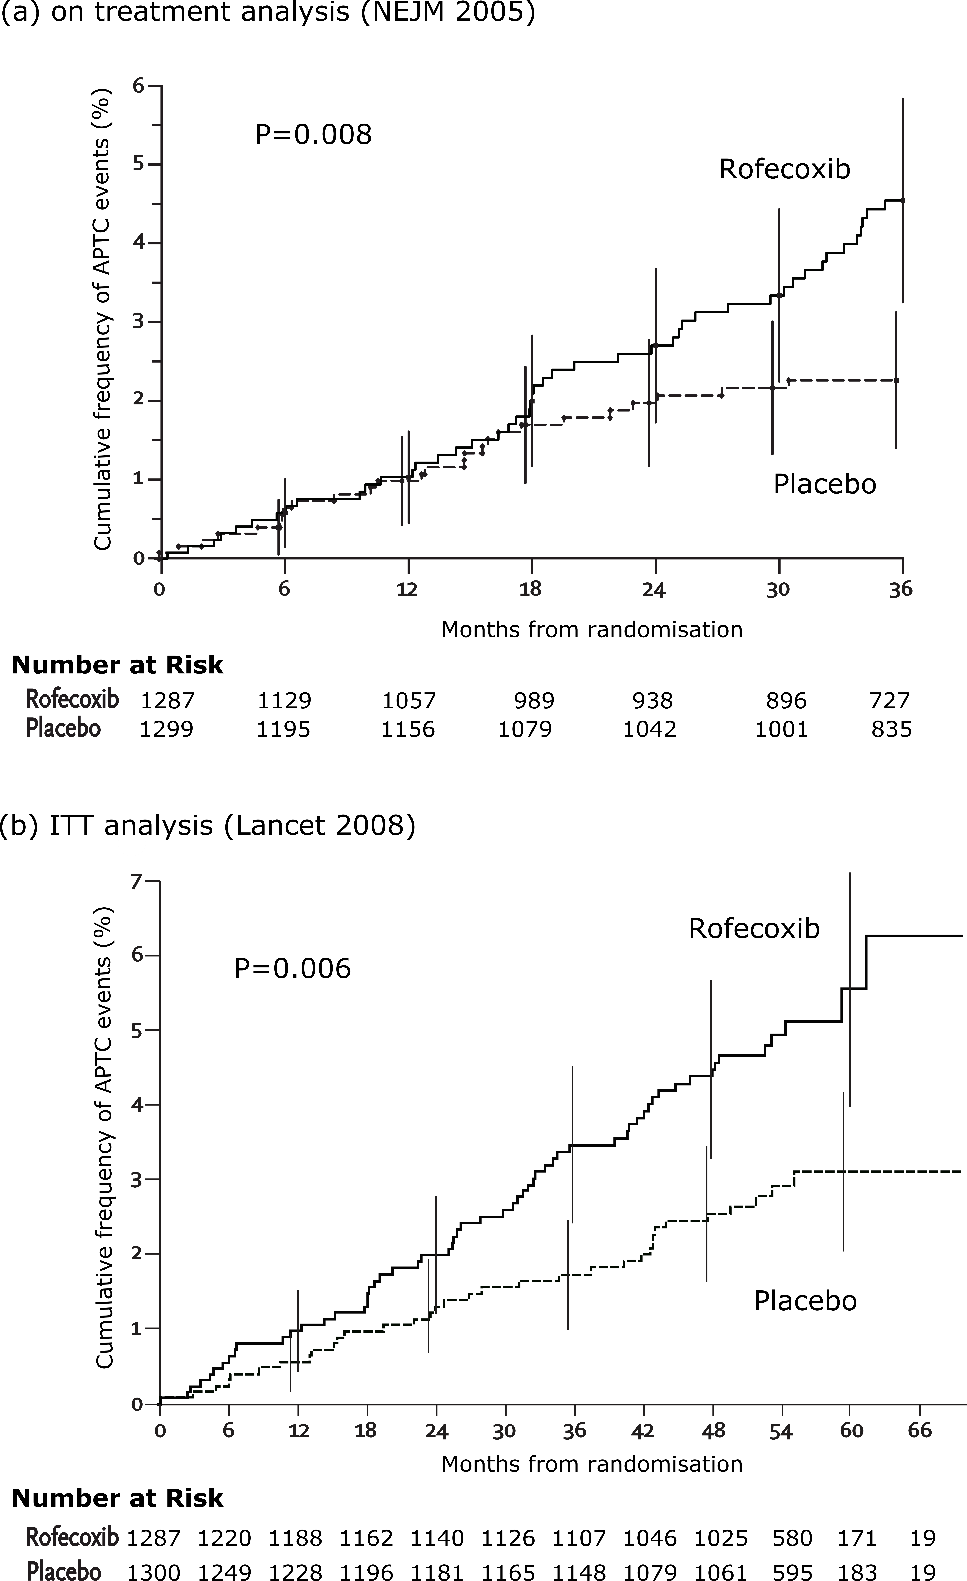 (a) on treatment analysis (NEJM 2005)
Cumulative frequency of APTC events (%)
6
5
4
3
2
1
0
P=0.008
Rofecoxib
Placebo
0 6 12 18 24 30 36
Months from randomisation
Number at Risk
Rofecoxib 1287 1129 1057 989 938 896 727
Placebo 1299 1195 1156 1079 1042 1001 835
(b) ITT analysis (Lancet 2008)
Cumulative frequency of APTC events (%)
7
6
5
4
3
2
1
0
P=0.006
Rofecoxib
Placebo
0 6 12 18 24 30 36 42 48 54 60 66
Months from randomisation
Number at Risk
Rofecoxib 1287 1220 1188 1162 1140 1126 1107 1046 1025 580 171 19
Placebo 1300 1249 1228 1196 1181 1165 1148 1079 1061 595 183 19